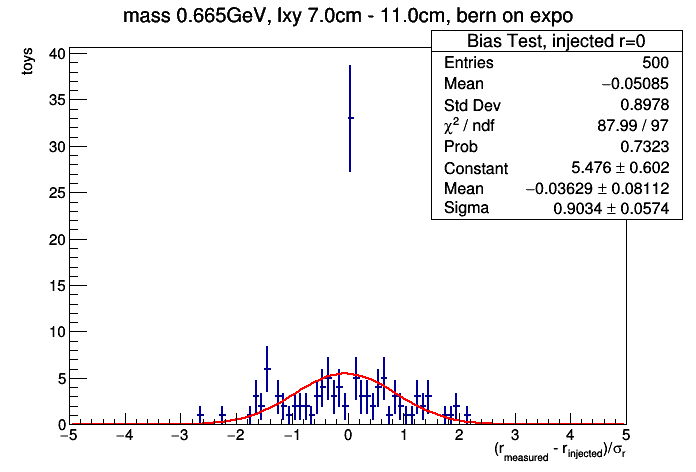 mass 0.665GeV, lxy 7.0cm - 11.0cm, bern on expo
Bias Test, injected r=0
Entries 500
Mean −0.05085
Std Dev 0.8978
χ² / ndf 87.99 / 97
Prob 0.7323
Constant 5.476 ± 0.602
Mean −0.03629 ± 0.08112
Sigma 0.9034 ± 0.0574
toys
40
35
30
25
20
15
10
5
0
−5 −4 −3 −2 −1 0 1 2 3 4 5
(r_measured - r_injected)/σ_r